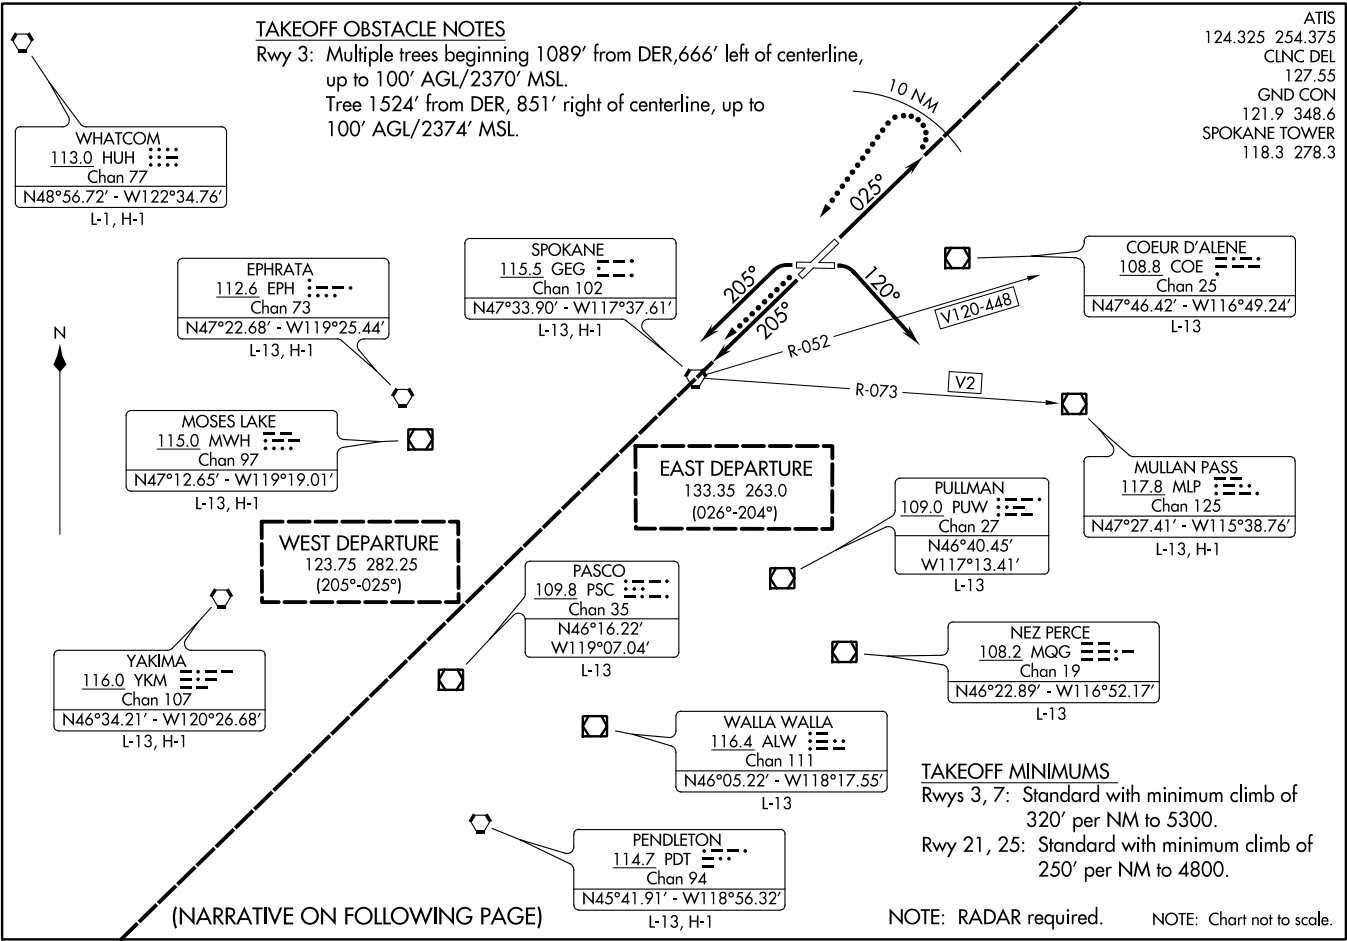 TAKEOFF OBSTACLE NOTES
Rwy 3: Multiple trees beginning 1089' from DER,666' left of centerline,
up to 100' AGL/2370' MSL.
Tree 1524' from DER, 851' right of centerline, up to
100' AGL/2374' MSL.
ATIS
124.325 254.375
CLNC DEL
127.55
GND CON
121.9 348.6
SPOKANE TOWER
118.3 278.3
10 NM
WHATCOM
113.0 HUH
Chan 77
N48°56.72' - W122°34.76'
L-1, H-1
025°
EPHRATA
112.6 EPH
Chan 73
N47°22.68' - W119°25.44'
L-13, H-1
SPOKANE
115.5 GEG
Chan 102
N47°33.90' - W117°37.61'
L-13, H-1
205°
205°
120°
COEUR D'ALENE
108.8 COE
Chan 25
N47°46.42' - W116°49.24'
L-13
V120-448
R-052
N
R-073
V2
MOSES LAKE
115.0 MWH
Chan 97
N47°12.65' - W119°19.01'
L-13, H-1
EAST DEPARTURE
133.35 263.0
(026°-204°)
PULLMAN
109.0 PUW
Chan 27
N46°40.45'
W117°13.41'
L-13
MULLAN PASS
117.8 MLP
Chan 125
N47°27.41' - W115°38.76'
L-13, H-1
WEST DEPARTURE
123.75 282.25
(205°-025°)
PASCO
109.8 PSC
Chan 35
N46°16.22'
W119°07.04'
L-13
NEZ PERCE
108.2 MQG
Chan 19
N46°22.89' - W116°52.17'
L-13
YAKIMA
116.0 YKM
Chan 107
N46°34.21' - W120°26.68'
L-13, H-1
WALLA WALLA
116.4 ALW
Chan 111
N46°05.22' - W118°17.55'
L-13
TAKEOFF MINIMUMS
Rwys 3, 7: Standard with minimum climb of
320' per NM to 5300.
Rwy 21, 25: Standard with minimum climb of
250' per NM to 4800.
PENDLETON
114.7 PDT
Chan 94
N45°41.91' - W118°56.32'
L-13, H-1
(NARRATIVE ON FOLLOWING PAGE)
NOTE: RADAR required.
NOTE: Chart not to scale.